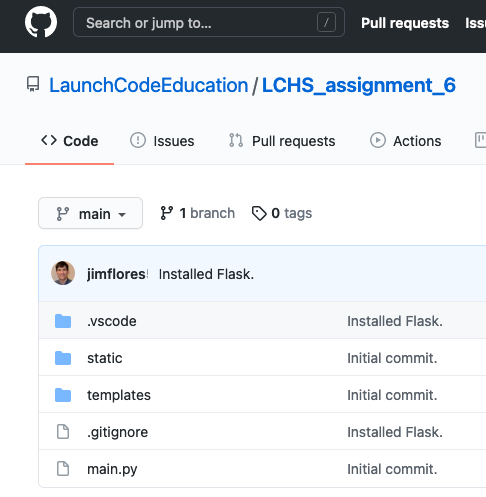 Search or jump to...
/
Pull requests
Iss
LaunchCodeEducation / LCHS_assignment_6
Code
Issues
Pull requests
Actions
main
1 branch
0 tags
jimflores
Installed Flask.
.vscode
Installed Flask.
static
Initial commit.
templates
Initial commit.
.gitignore
Installed Flask.
main.py
Initial commit.